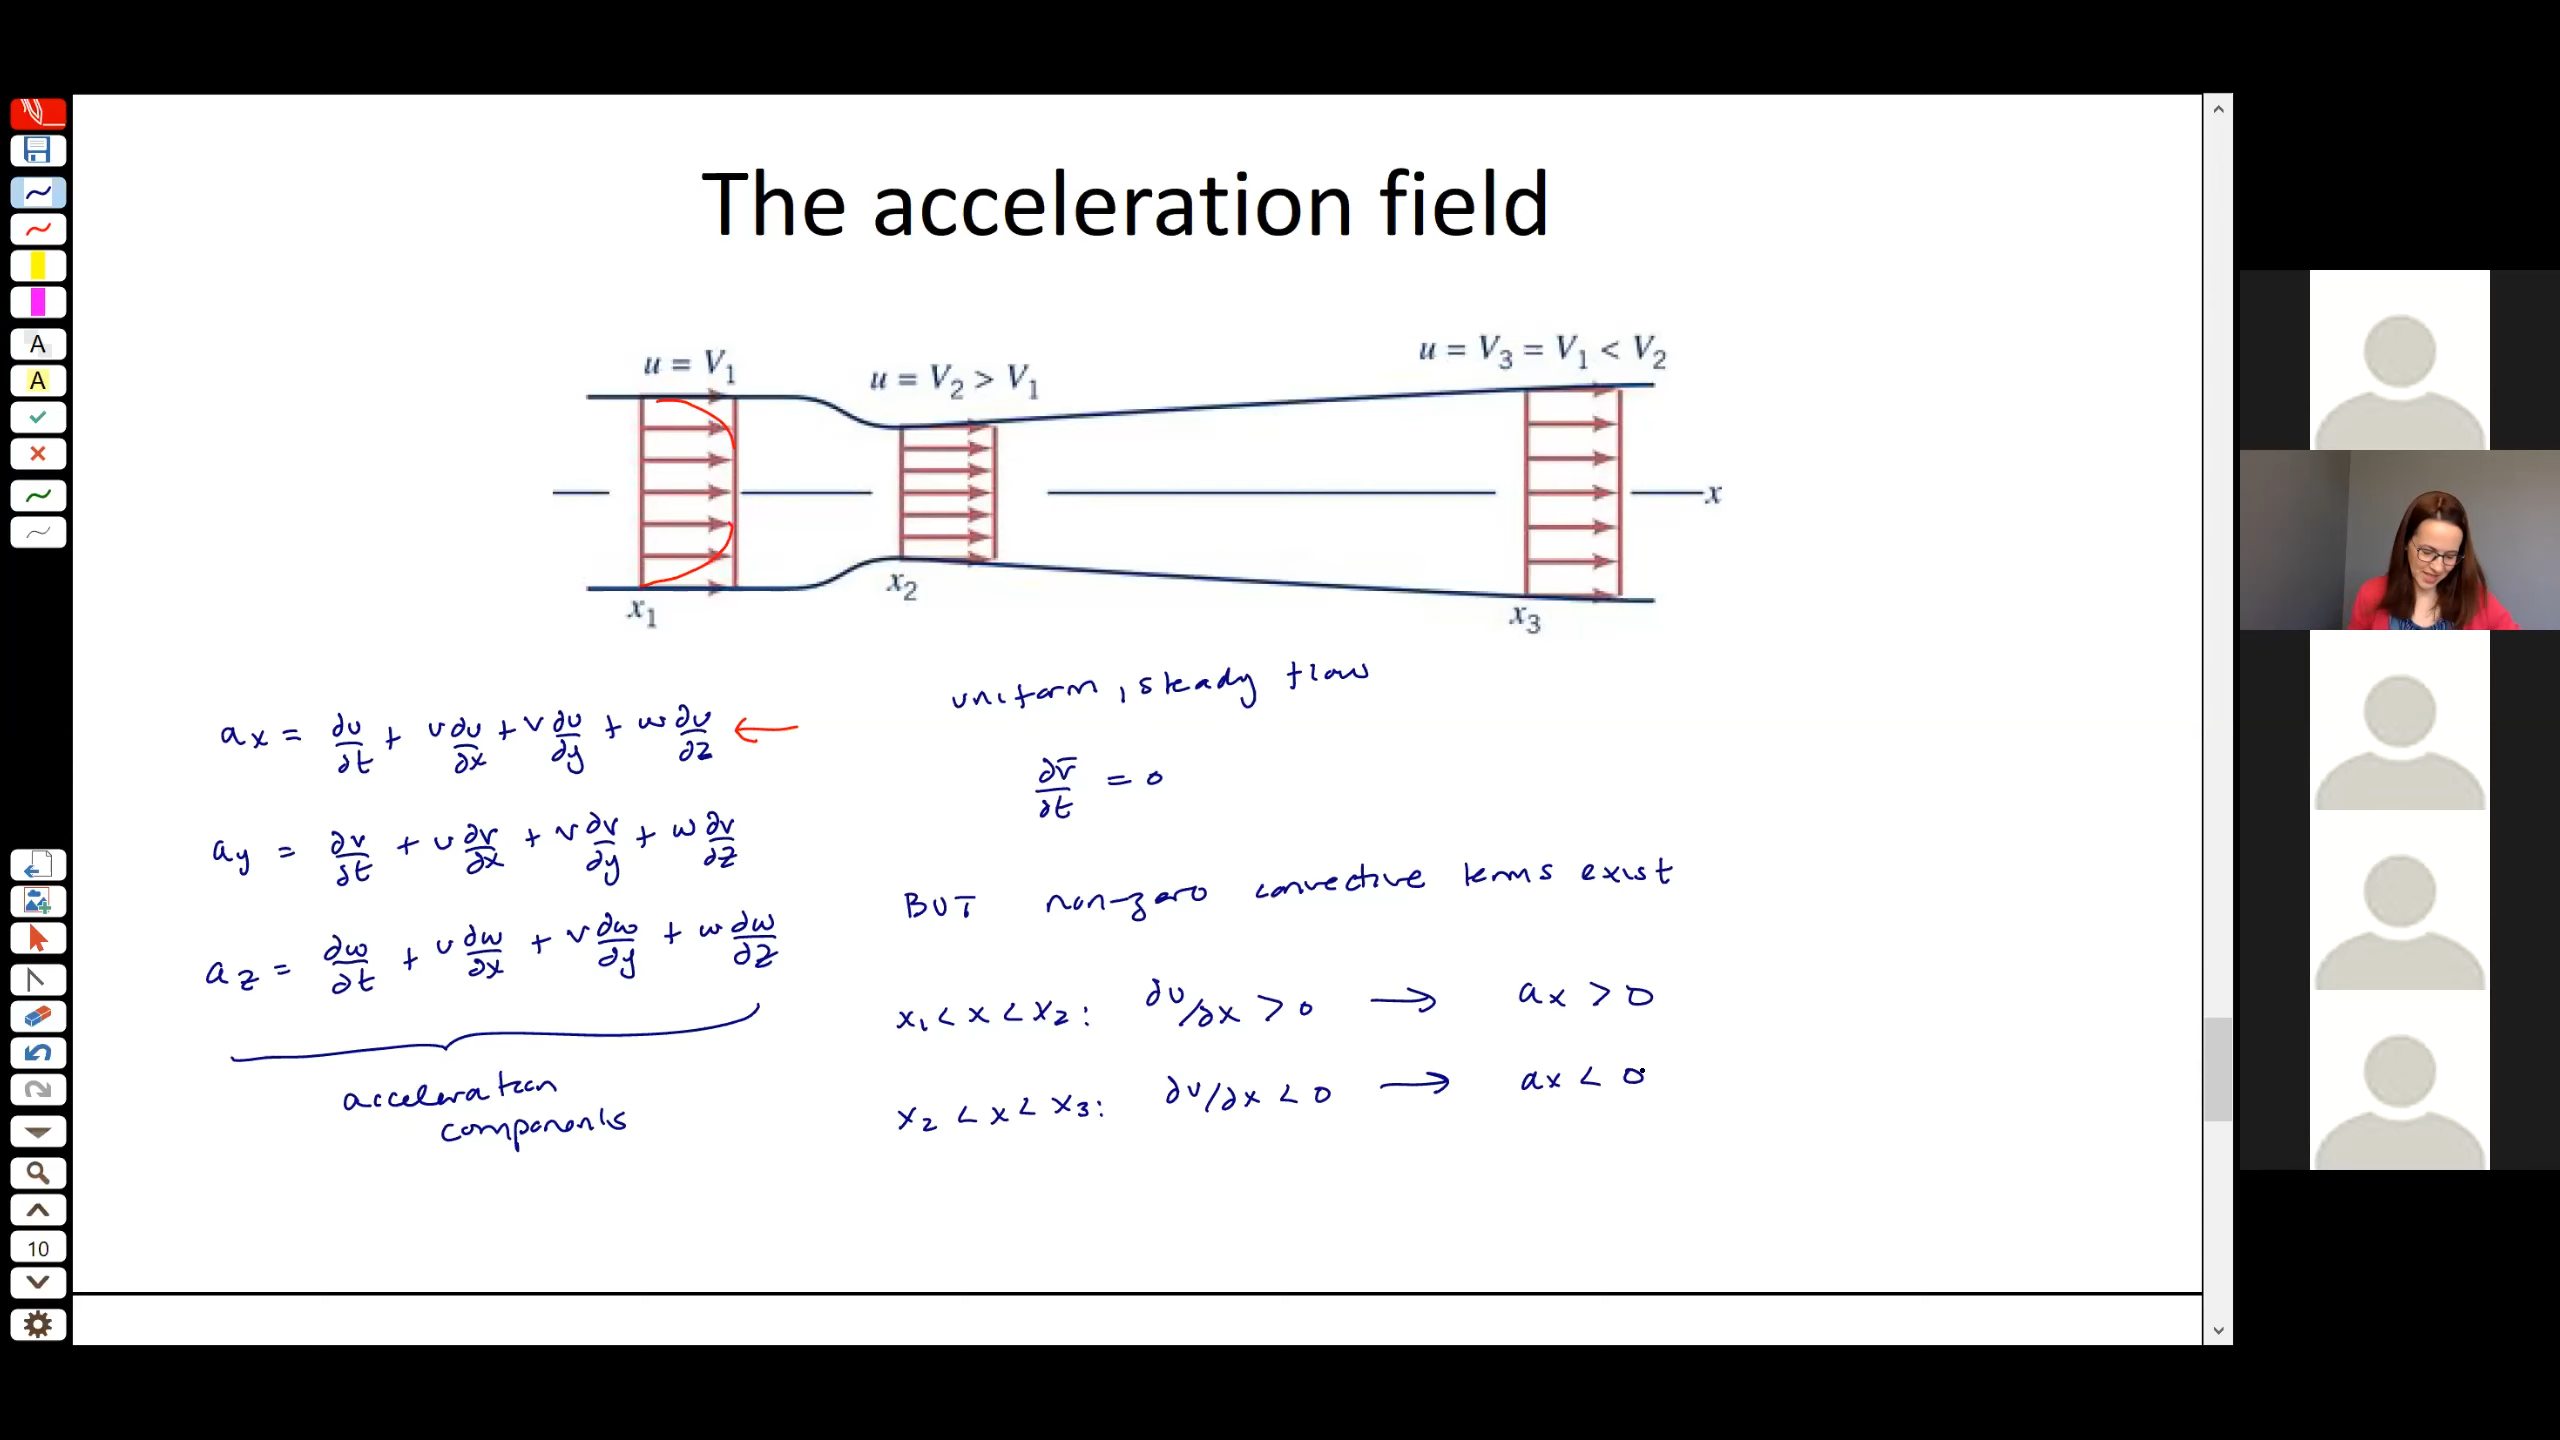 The acceleration field
u = V₁
u = V₂ > V₁
u = V₃ = V₁ < V₂
x
x₁
x₂
x₃
uniform, steady flow
ax = ∂u/∂t + u ∂u/∂x + v ∂u/∂y + w ∂u/∂z ←
∂V̄/∂t = 0
ay = ∂v/∂t + u ∂v/∂x + v ∂v/∂y + w ∂v/∂z
BUT non-zero convective terms exist
az = ∂w/∂t + u ∂w/∂x + v ∂w/∂y + w ∂w/∂z
x₁ < x < x₂: ∂u/∂x > 0 → ax > 0
acceleration
components
x₂ < x < x₃: ∂u/∂x < 0 → ax < 0
A
A
10